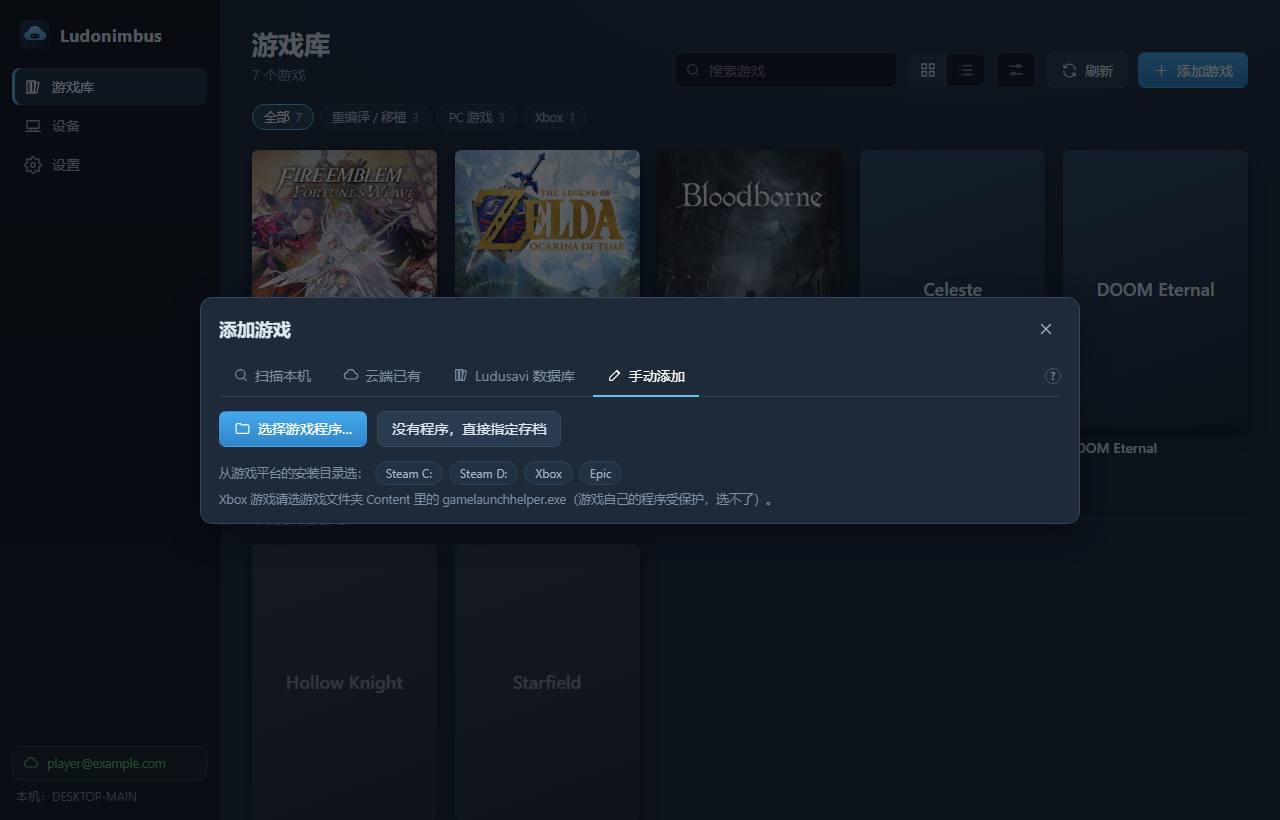 Ludonimbus
游戏库
设备
设置
游戏库
7 个游戏
搜索游戏
刷新
添加游戏
全部 7
重编译 / 移植 3
PC 游戏 3
Xbox 1
FIRE EMBLEM
FORTUNE'S WEAVE
THE LEGEND OF
ZELDA
OCARINA OF TIME
Bloodborne
Celeste
DOOM Eternal
添加游戏
扫描本机
云端已有
Ludusavi 数据库
手动添加
?
选择游戏程序...
没有程序，直接指定存档
从游戏平台的安装目录选：
Steam C:
Steam D:
Xbox
Epic
Xbox 游戏请选游戏文件夹 Content 里的 gamelaunchhelper.exe（游戏自己的程序受保护，选不了）。
OOM Eternal
Hollow Knight
Starfield
player@example.com
本机：DESKTOP-MAIN